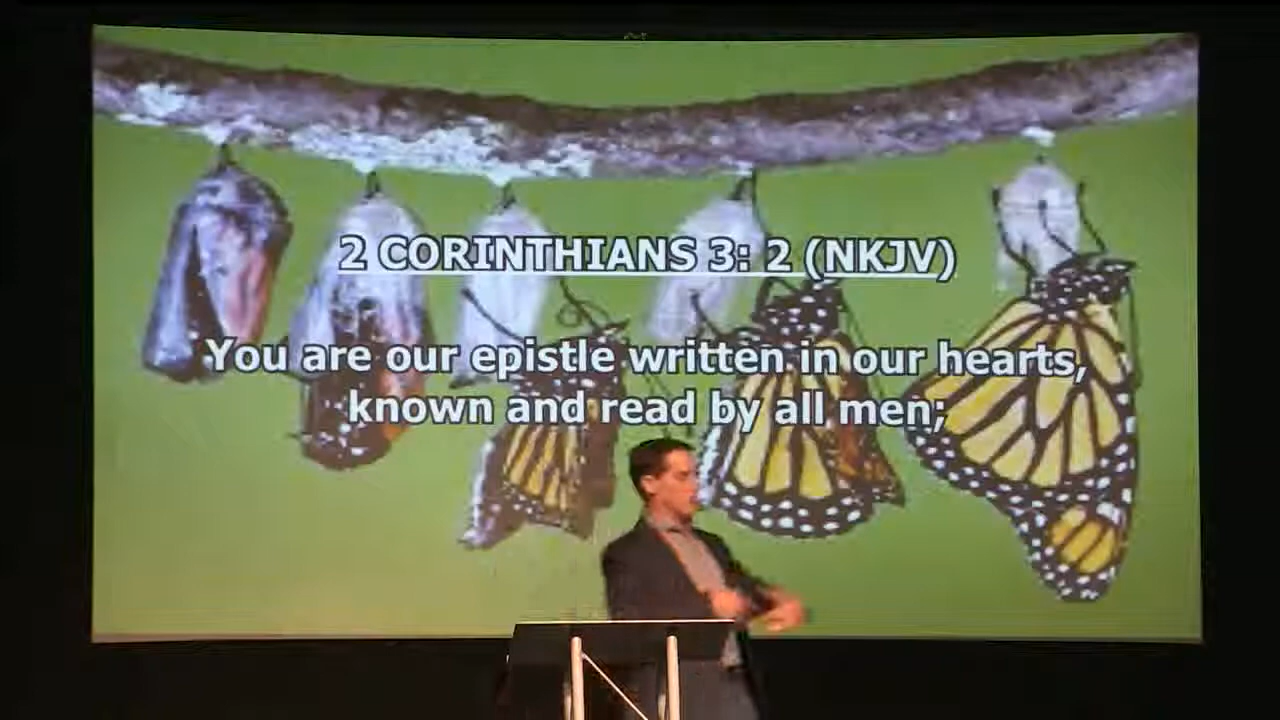 2 CORINTHIANS 3: 2 (NKJV)
You are our epistle written in our hearts,
known and read by all men;